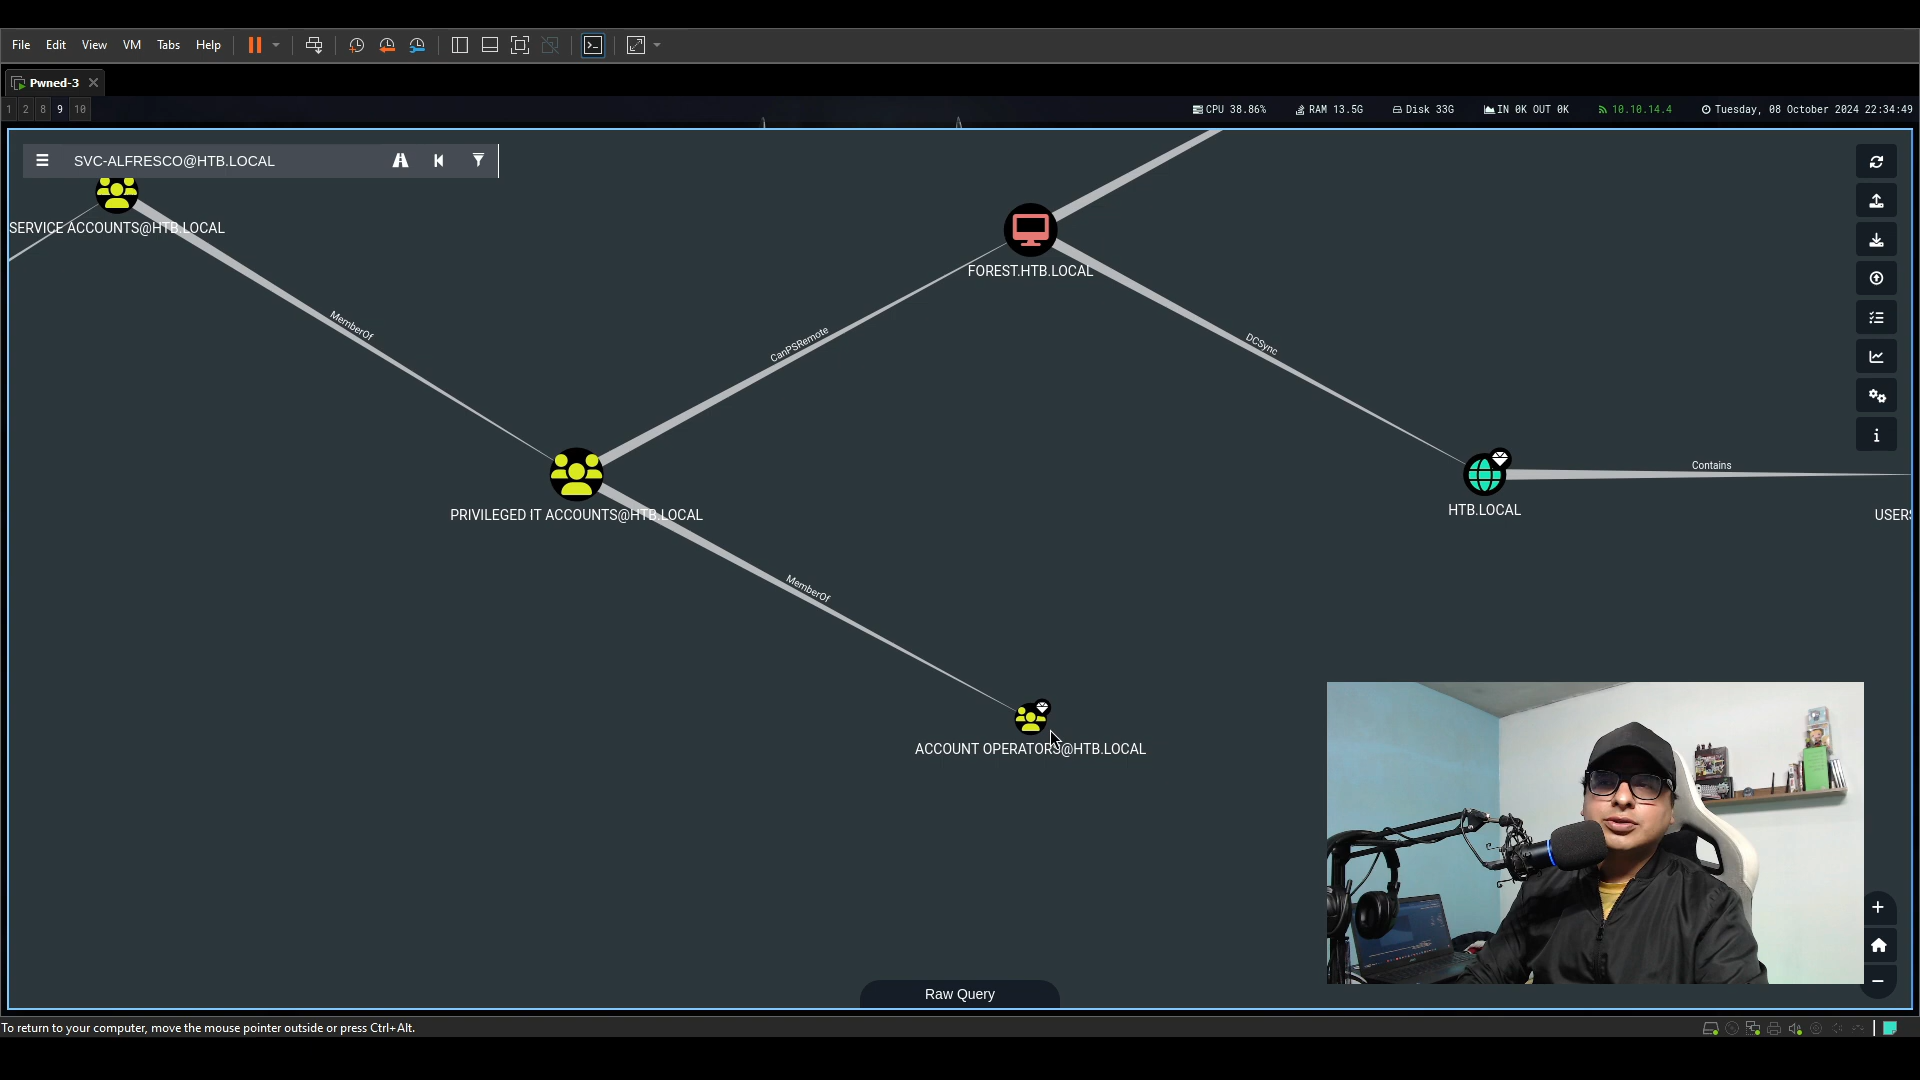 File Edit View VM Tabs Help
Pwned-3
1 2 8 9 10 CPU 38.86% RAM 13.5G Disk 33G IN 0K OUT 0K 10.10.14.4 Tuesday, 08 October 2024 22:34:49
SVC-ALFRESCO@HTB.LOCAL
SERVICE ACCOUNTS@HTB.LOCAL
FOREST.HTB.LOCAL
MemberOf
CanPSRemote
DCSync
Contains
HTB.LOCAL
PRIVILEGED IT ACCOUNTS@HTB.LOCAL
USERS
MemberOf
ACCOUNT OPERATORS@HTB.LOCAL
Raw Query
To return to your computer, move the mouse pointer outside or press Ctrl+Alt.